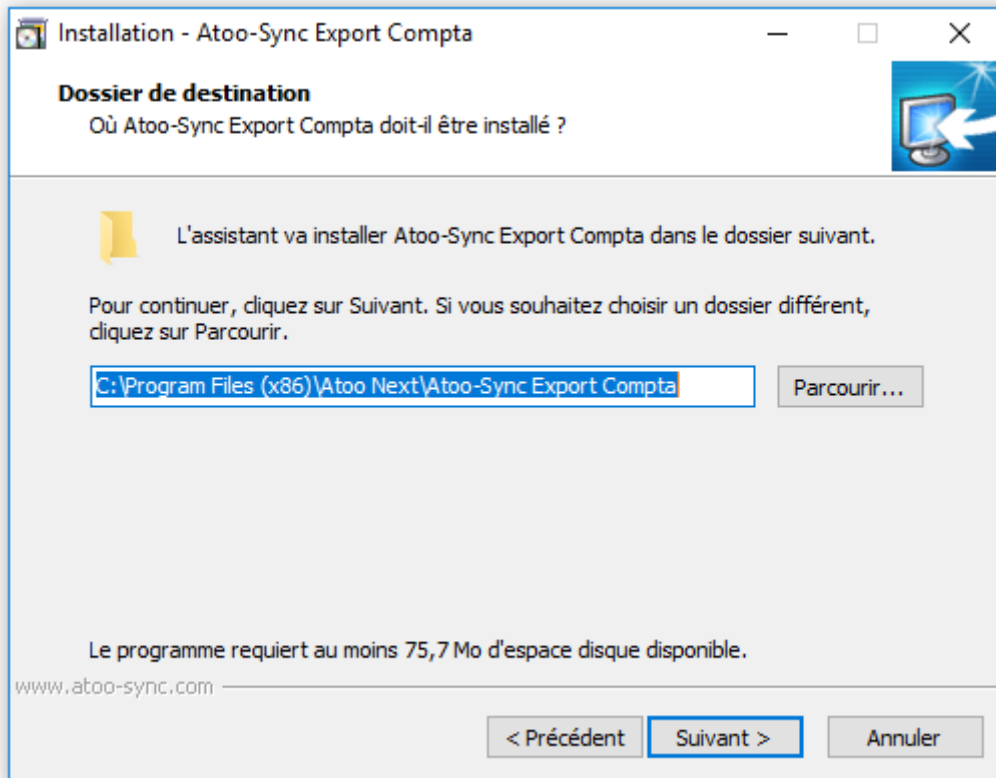 Installation - Atoo-Sync Export Compta
Dossier de destination
Où Atoo-Sync Export Compta doit-il être installé ?
L'assistant va installer Atoo-Sync Export Compta dans le dossier suivant.
Pour continuer, cliquez sur Suivant. Si vous souhaitez choisir un dossier différent,
cliquez sur Parcourir.
C:\Program Files (x86)\Atoo Next\Atoo-Sync Export Compta
Parcourir...
Le programme requiert au moins 75,7 Mo d'espace disque disponible.
www.atoo-sync.com
< Précédent
Suivant >
Annuler